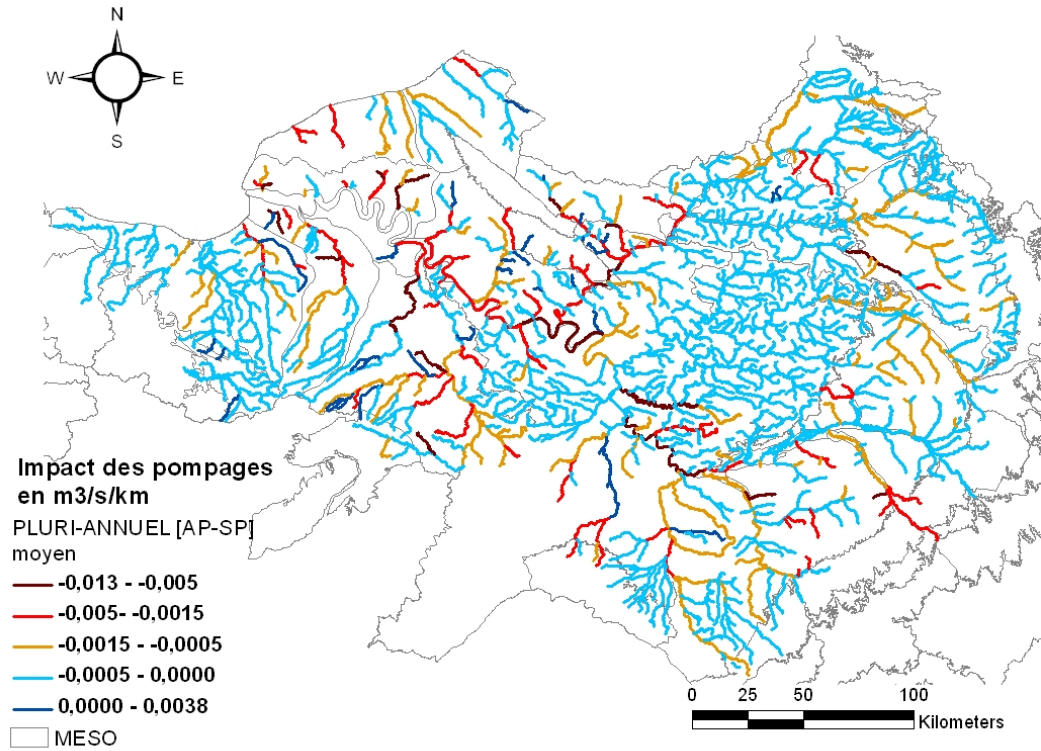 N
W E
S
Impact des pompages
en m3/s/km
PLURI-ANNUEL [AP-SP]
moyen
-0,013 - -0,005
-0,005- -0,0015
-0,0015 - -0,0005
-0,0005 - 0,0000
0,0000 - 0,0038
MESO
0 25 50 100
Kilometers